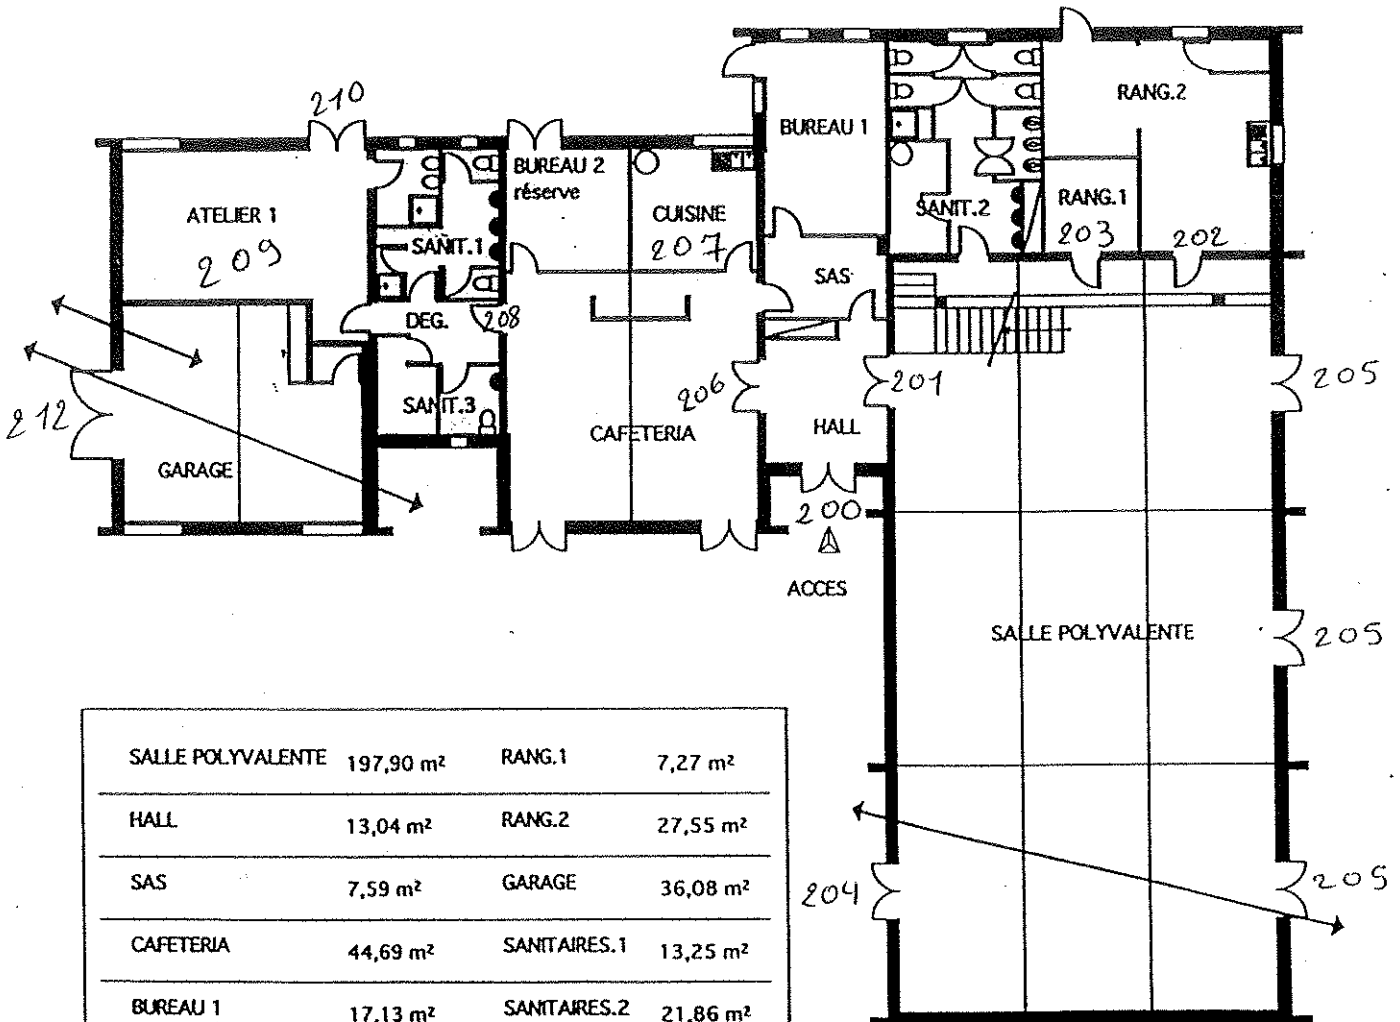 210
RANG.2
BUREAU 1
BUREAU 2
réserve
ATELIER 1
209
CUISINE
207
SANIT.1
SANIT.2
RANG.1
203
202
SAS
DEG.
208
206
201
205
212
SANIT.3
CAFETERIA
HALL
GARAGE
200
ACCES
SALLE POLYVALENTE
205
204
205
SALLE POLYVALENTE 197,90 m² RANG.1 7,27 m²
HALL 13,04 m² RANG.2 27,55 m²
SAS 7,59 m² GARAGE 36,08 m²
CAFETERIA 44,69 m² SANITAIRES.1 13,25 m²
BUREAU 1 17,13 m² SANITAIRES.2 21,86 m²